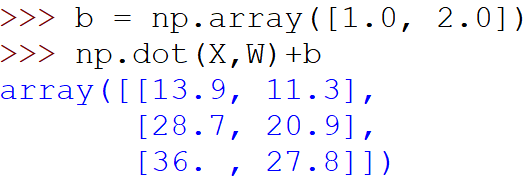 >>> b = np.array([1.0, 2.0])
>>> np.dot(X,W)+b
array([[13.9, 11.3],
       [28.7, 20.9],
       [36. , 27.8]])